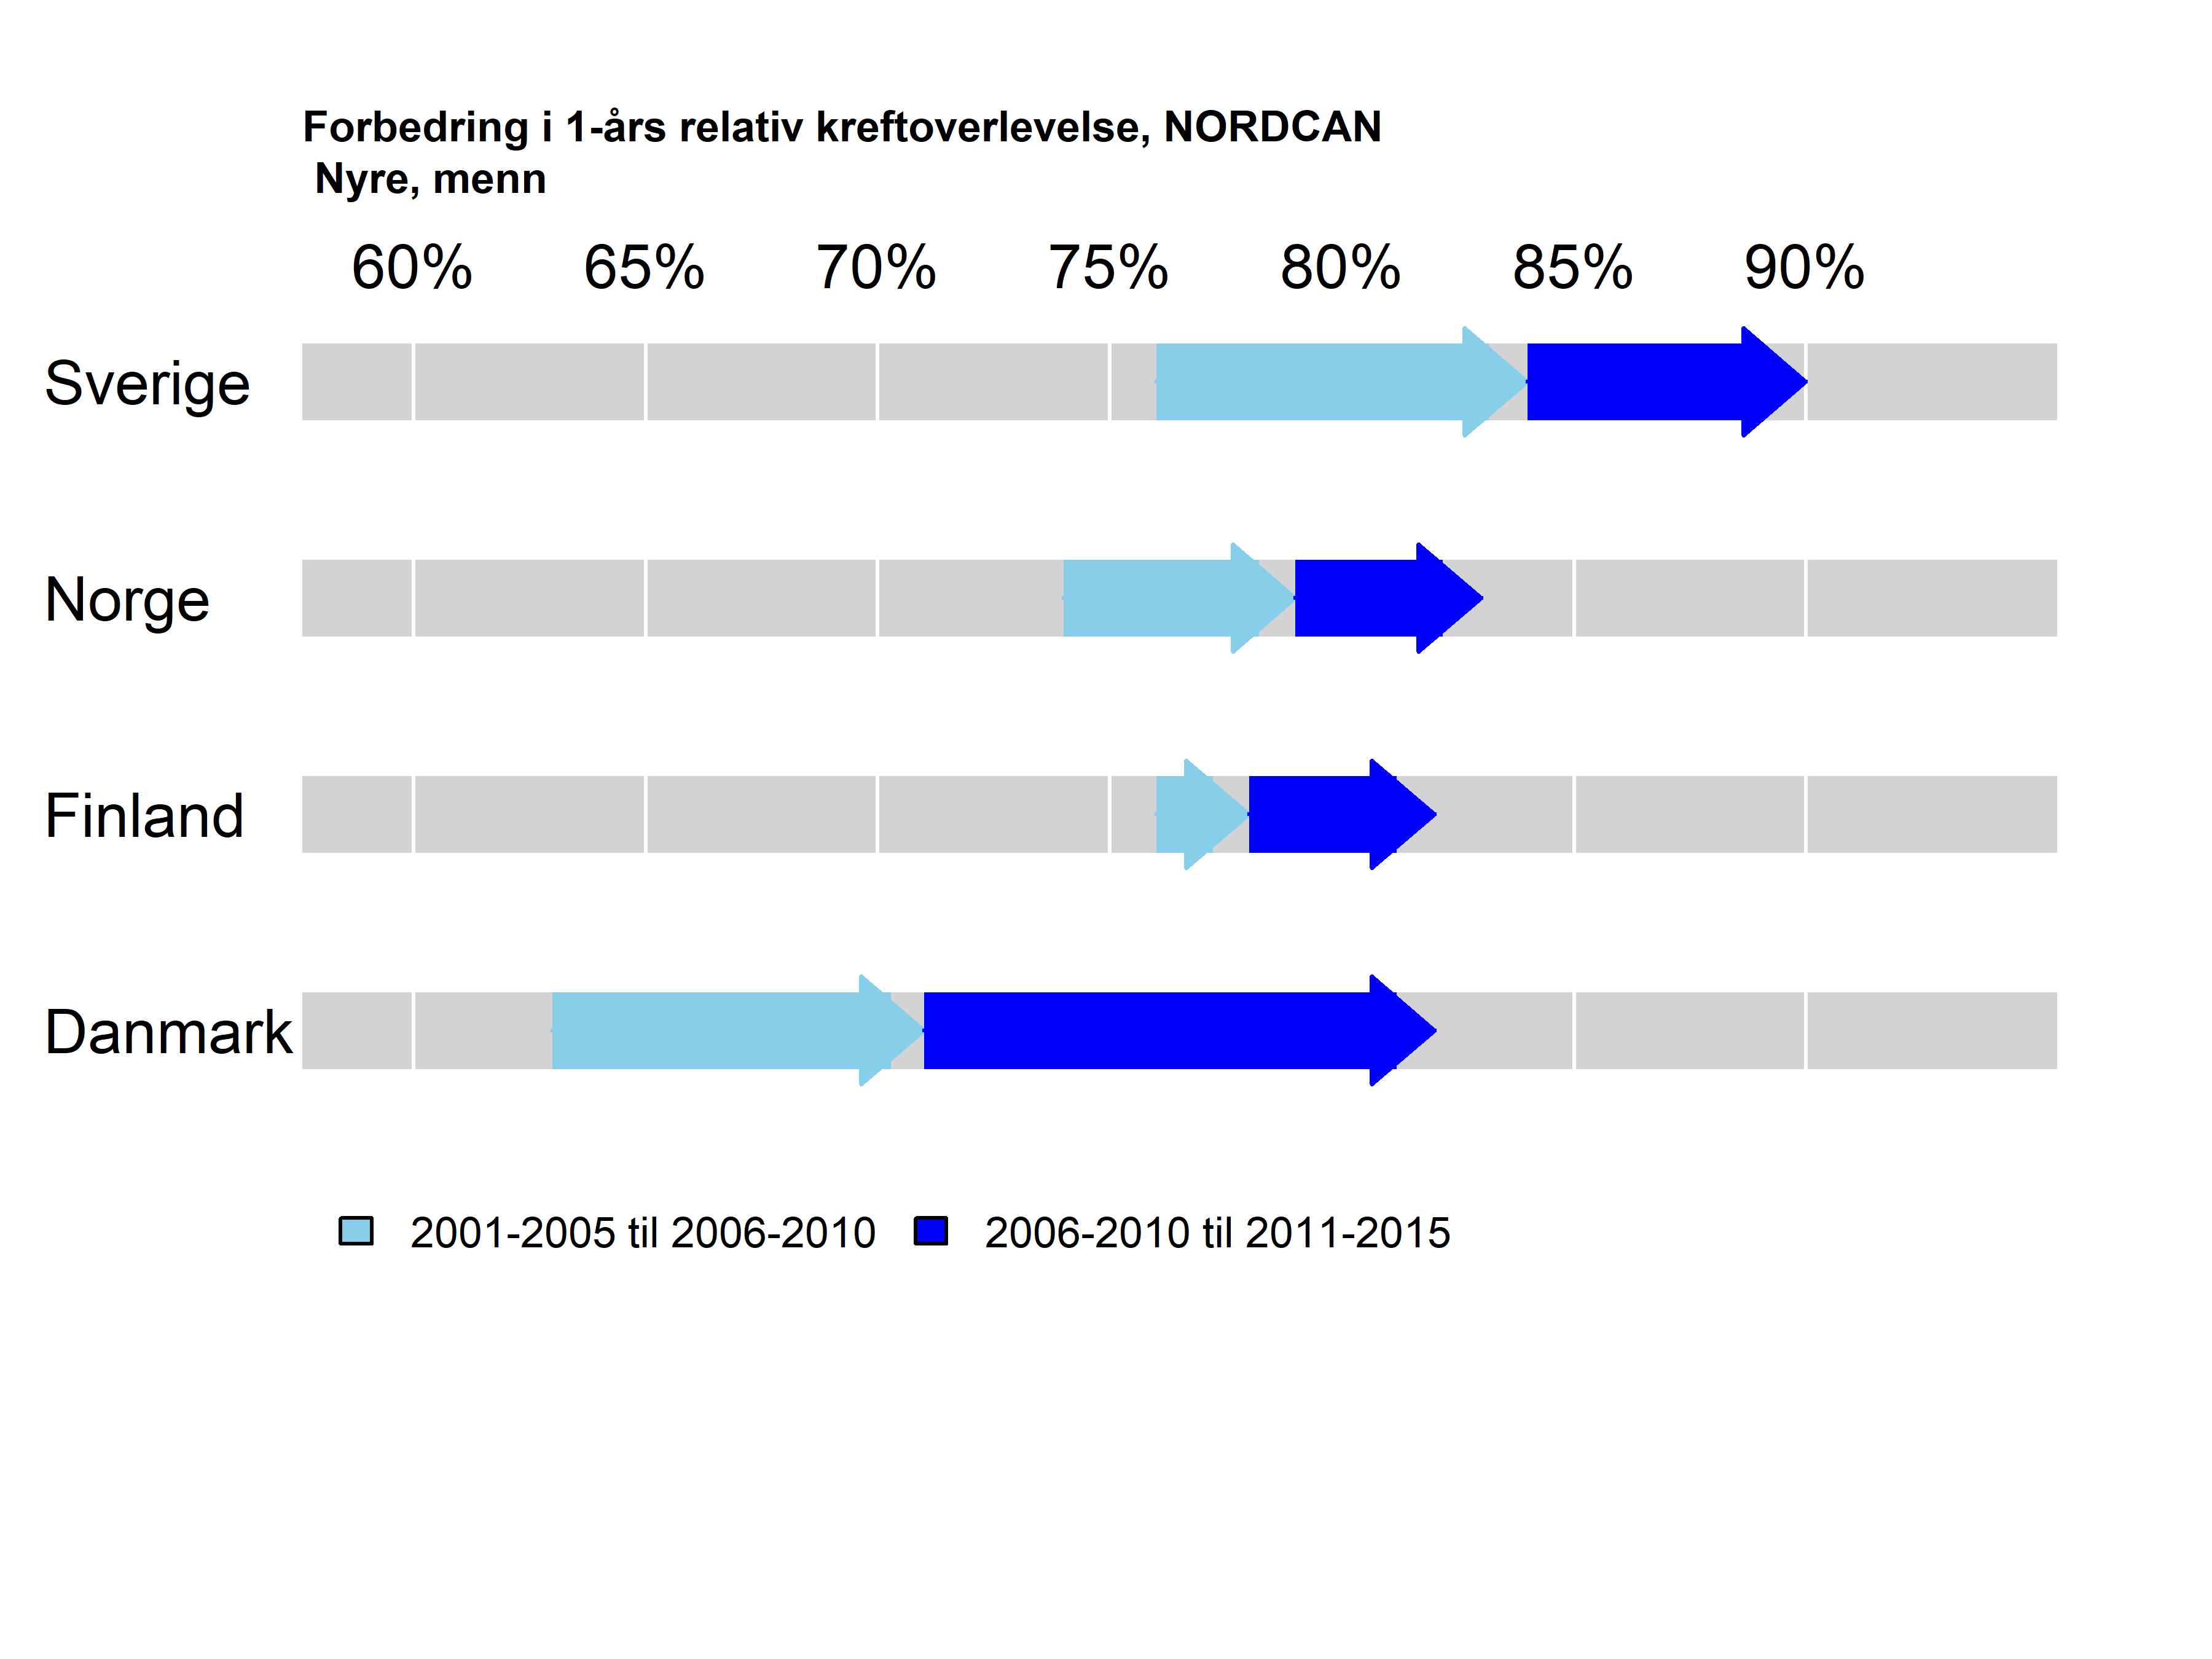 Forbedring i 1-års relativ kreftoverlevelse, NORDCAN
Nyre, menn
60% 65% 70% 75% 80% 85% 90%
Sverige
Norge
Finland
Danmark
2001-2005 til 2006-2010 2006-2010 til 2011-2015